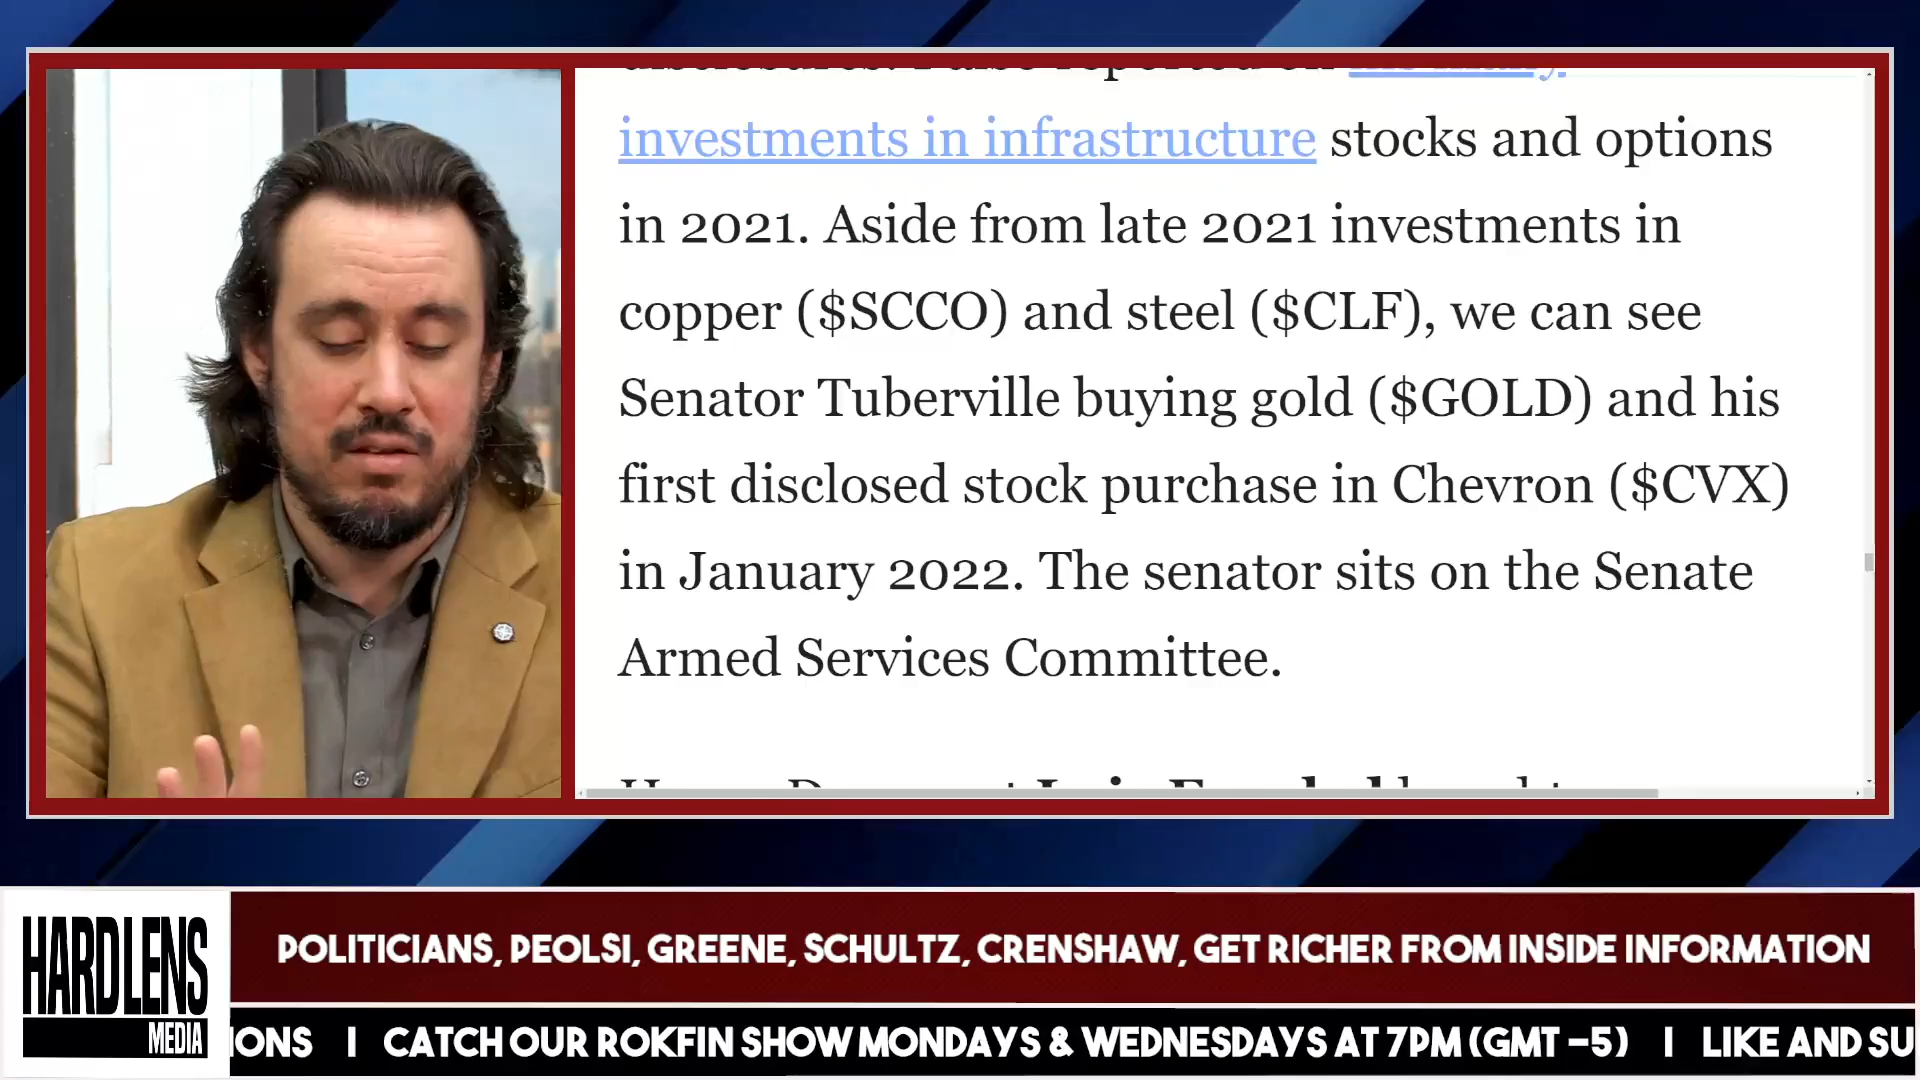 investments in infrastructure stocks and options
in 2021. Aside from late 2021 investments in
copper ($SCCO) and steel ($CLF), we can see
Senator Tuberville buying gold ($GOLD) and his
first disclosed stock purchase in Chevron ($CVX)
in January 2022. The senator sits on the Senate
Armed Services Committee.
HARD LENS
MEDIA
POLITICIANS, PEOLSI, GREENE, SCHULTZ, CRENSHAW, GET RICHER FROM INSIDE INFORMATION
IONS | CATCH OUR ROKFIN SHOW MONDAYS & WEDNESDAYS AT 7PM (GMT -5) | LIKE AND SU